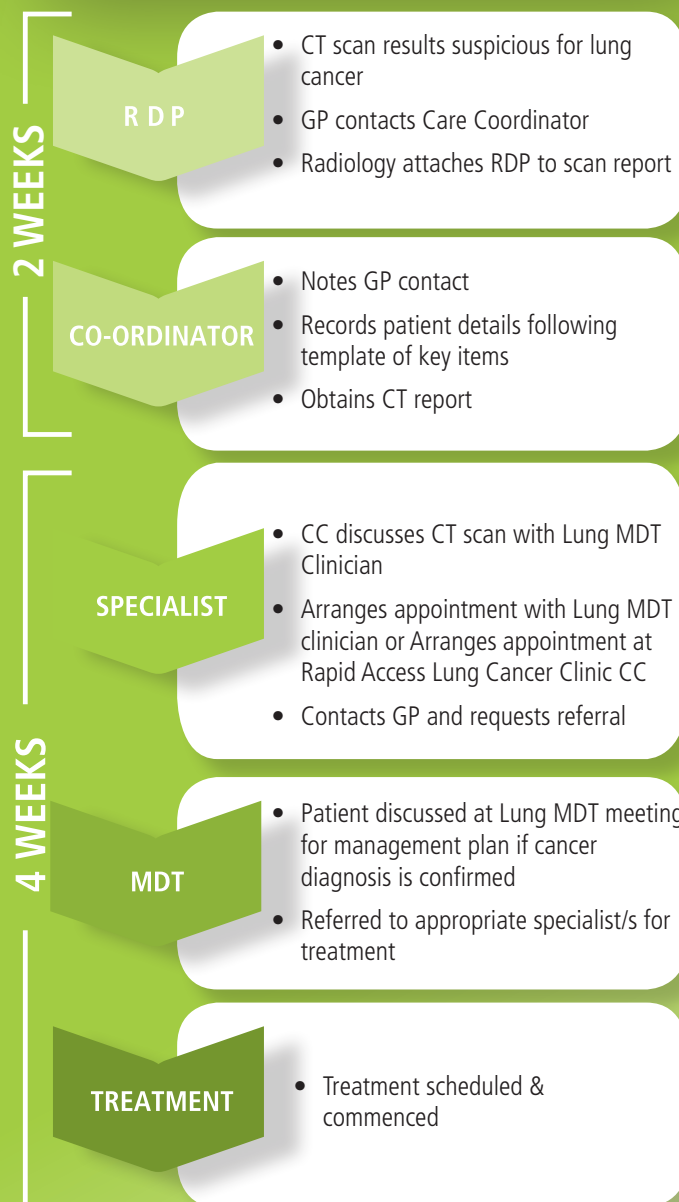 2 WEEKS
R D P
• CT scan results suspicious for lung
cancer
• GP contacts Care Coordinator
• Radiology attaches RDP to scan report
CO-ORDINATOR
• Notes GP contact
• Records patient details following
template of key items
• Obtains CT report
4 WEEKS
SPECIALIST
• CC discusses CT scan with Lung MDT
Clinician
• Arranges appointment with Lung MDT
clinician or Arranges appointment at
Rapid Access Lung Cancer Clinic CC
• Contacts GP and requests referral
MDT
• Patient discussed at Lung MDT meeting
for management plan if cancer
diagnosis is confirmed
• Referred to appropriate specialist/s for
treatment
TREATMENT
• Treatment scheduled &
commenced